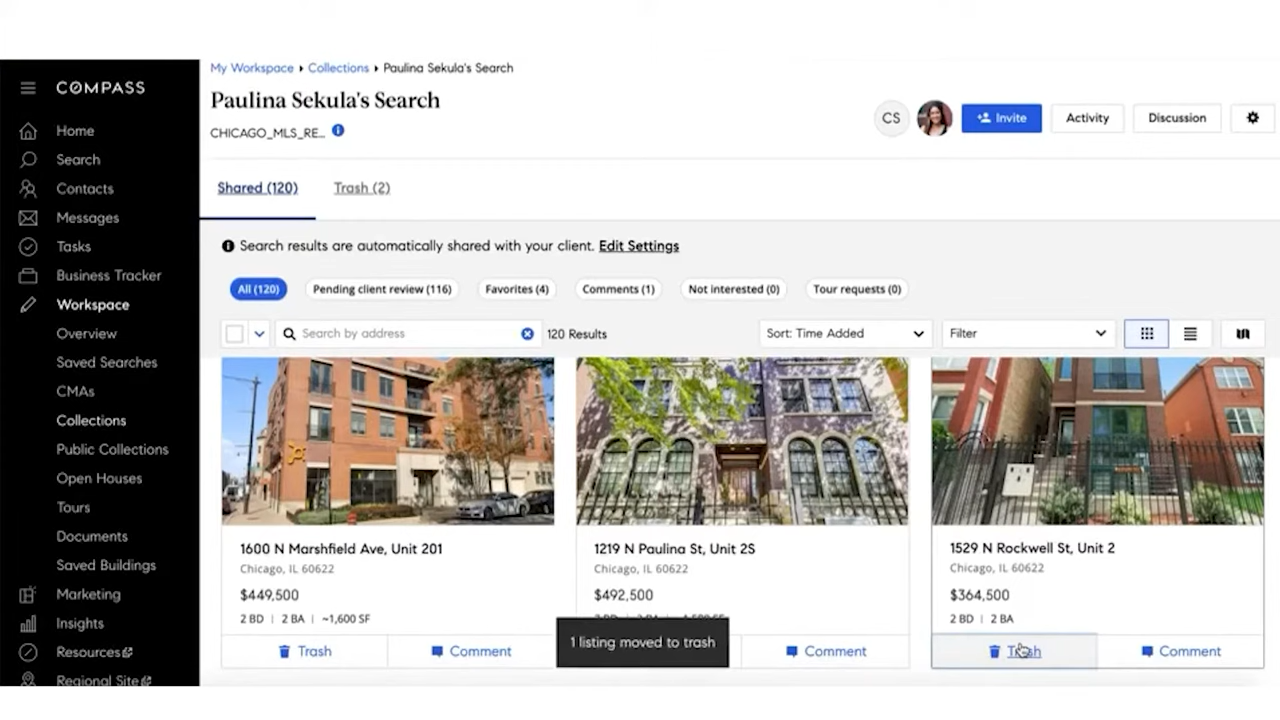 COMPASS
Home
Search
Contacts
Messages
Tasks
Business Tracker
Workspace
Overview
Saved Searches
CMAs
Collections
Public Collections
Open Houses
Tours
Documents
Saved Buildings
Marketing
Insights
Resources
Regional Site
My Workspace Collections Paulina Sekula's Search
Paulina Sekula's Search
CHICAGO_MLS_RE...
CS Invite Activity Discussion
Shared (120) Trash (2)
Search results are automatically shared with your client. Edit Settings
All (120) Pending client review (116) Favorites (4) Comments (1) Not interested (0) Tour requests (0)
Search by address 120 Results Sort: Time Added Filter
1600 N Marshfield Ave, Unit 201
Chicago, IL 60622
$449,500
2 BD | 2 BA | ~1,600 SF
Trash Comment
1219 N Paulina St, Unit 2S
Chicago, IL 60622
$492,500
1 listing moved to trash
Comment
1529 N Rockwell St, Unit 2
Chicago, IL 60622
$364,500
2 BD | 2 BA
Trash Comment